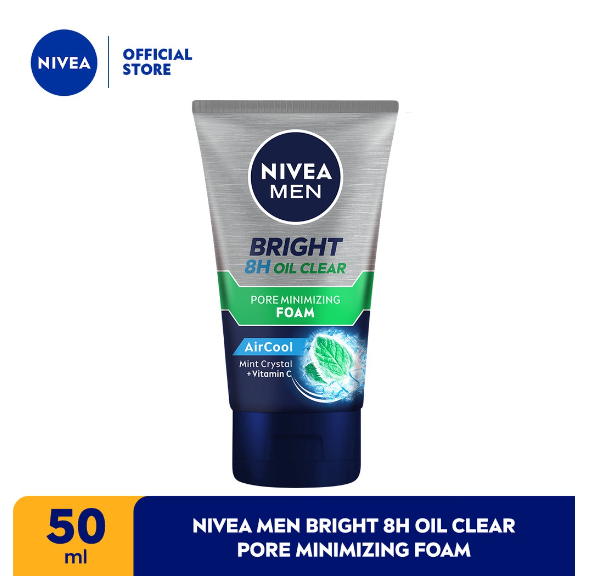 NIVEA
OFFICIAL
STORE
NIVEA
MEN
BRIGHT
8H OIL CLEAR
PORE MINIMIZING
FOAM
AirCool
Mint Crystal
+ Vitamin C
50
ml
NIVEA MEN BRIGHT 8H OIL CLEAR
PORE MINIMIZING FOAM